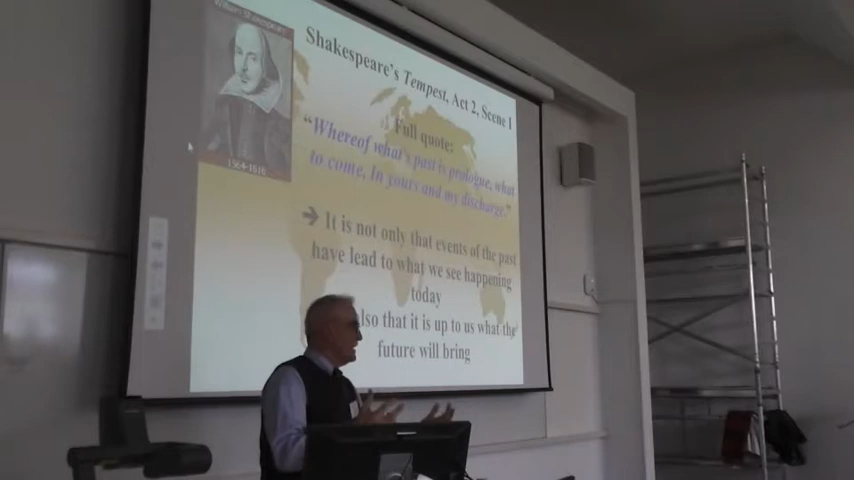 William Shakespeare
1564-1616
Shakespeare's Tempest, Act 2, Scene I
Full quote:
"Whereof what's past is prologue, what
to come, In yours and my discharge."
➔ It is not only that events of the past
have lead to what we see happening
today
lso that it is up to us what the
future will bring